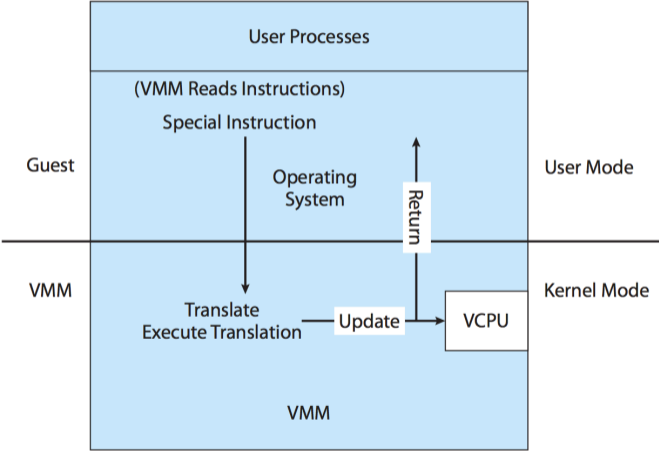 User Processes
(VMM Reads Instructions)
Special Instruction
Guest
Operating
System
User Mode
Return
VMM
Kernel Mode
Translate
Execute Translation
Update
VCPU
VMM